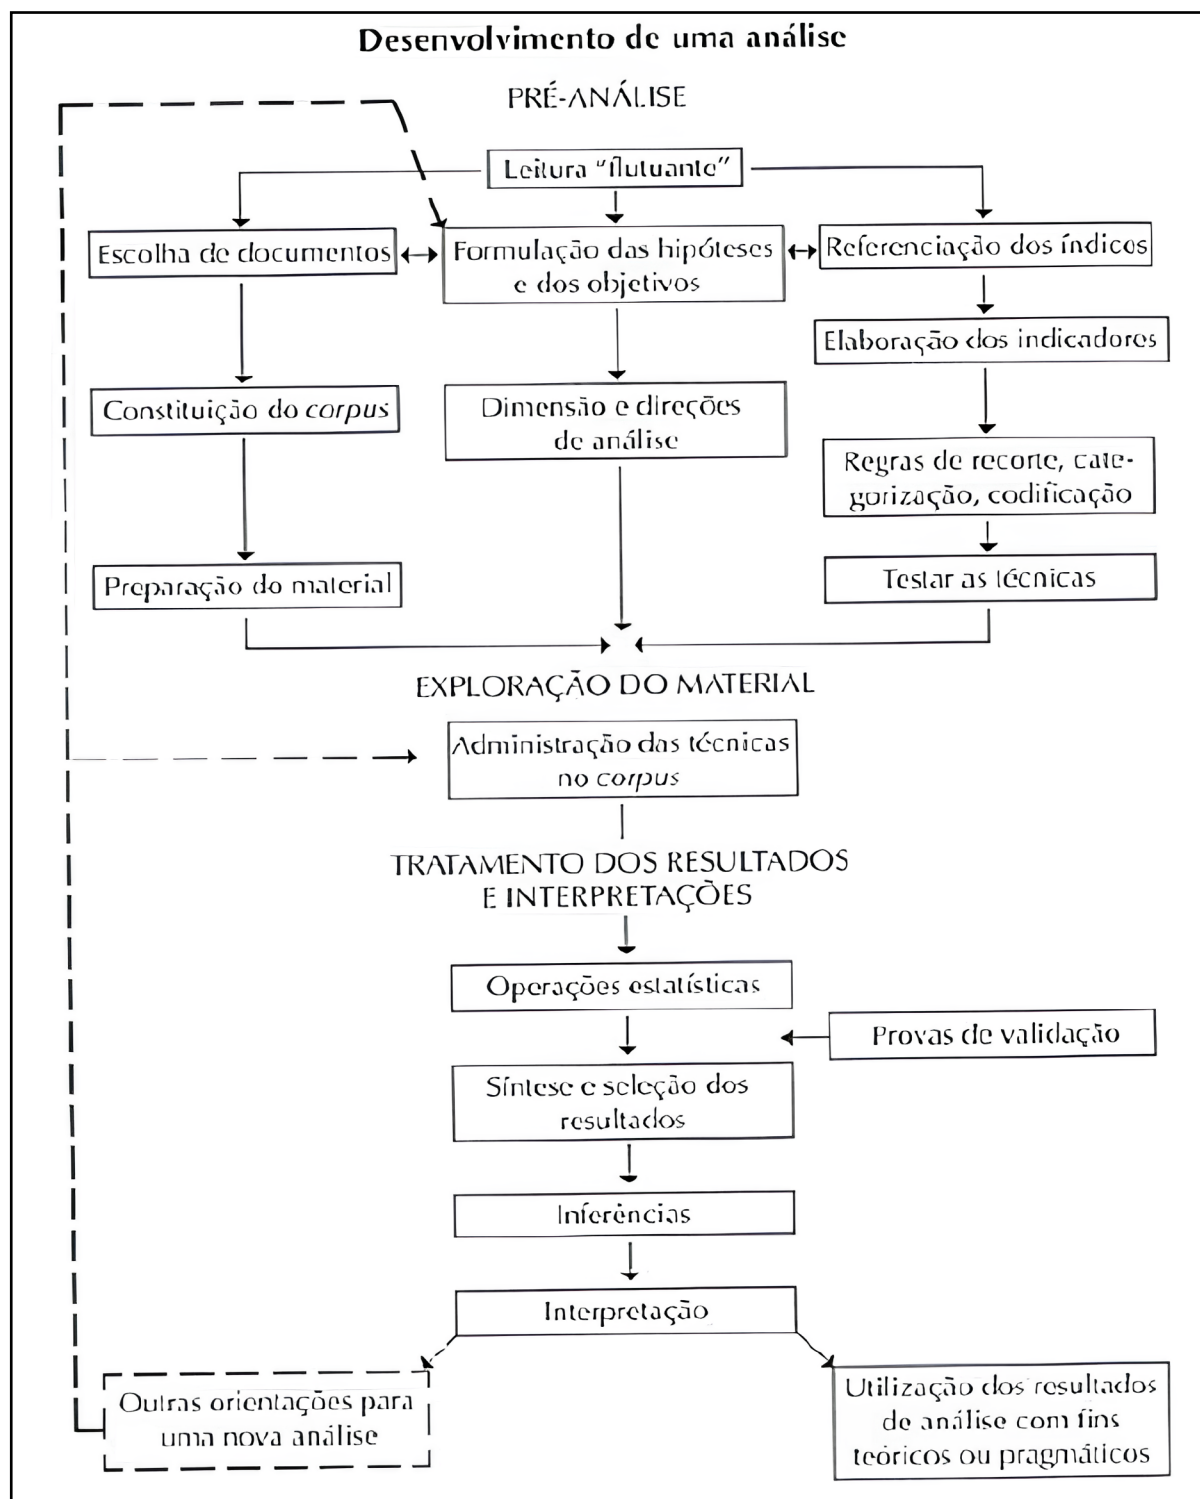 Desenvolvimento de uma análise
PRÉ-ANÁLISE
Leitura “flutuante”
Escolha de documentos
Formulação das hipóteses
e dos objetivos
Referenciação dos índices
Elaboração dos indicadores
Constituição do corpus
Dimensão e direções
de análise
Regras de recorte, cate-
gorização, codificação
Preparação do material
Testar as técnicas
EXPLORAÇÃO DO MATERIAL
Administração das técnicas
no corpus
TRATAMENTO DOS RESULTADOS
E INTERPRETAÇÕES
Operações estatísticas
Provas de validação
Síntese e seleção dos
resultados
Inferências
Interpretação
Outras orientações para
uma nova análise
Utilização dos resultados
de análise com fins
teóricos ou pragmáticos